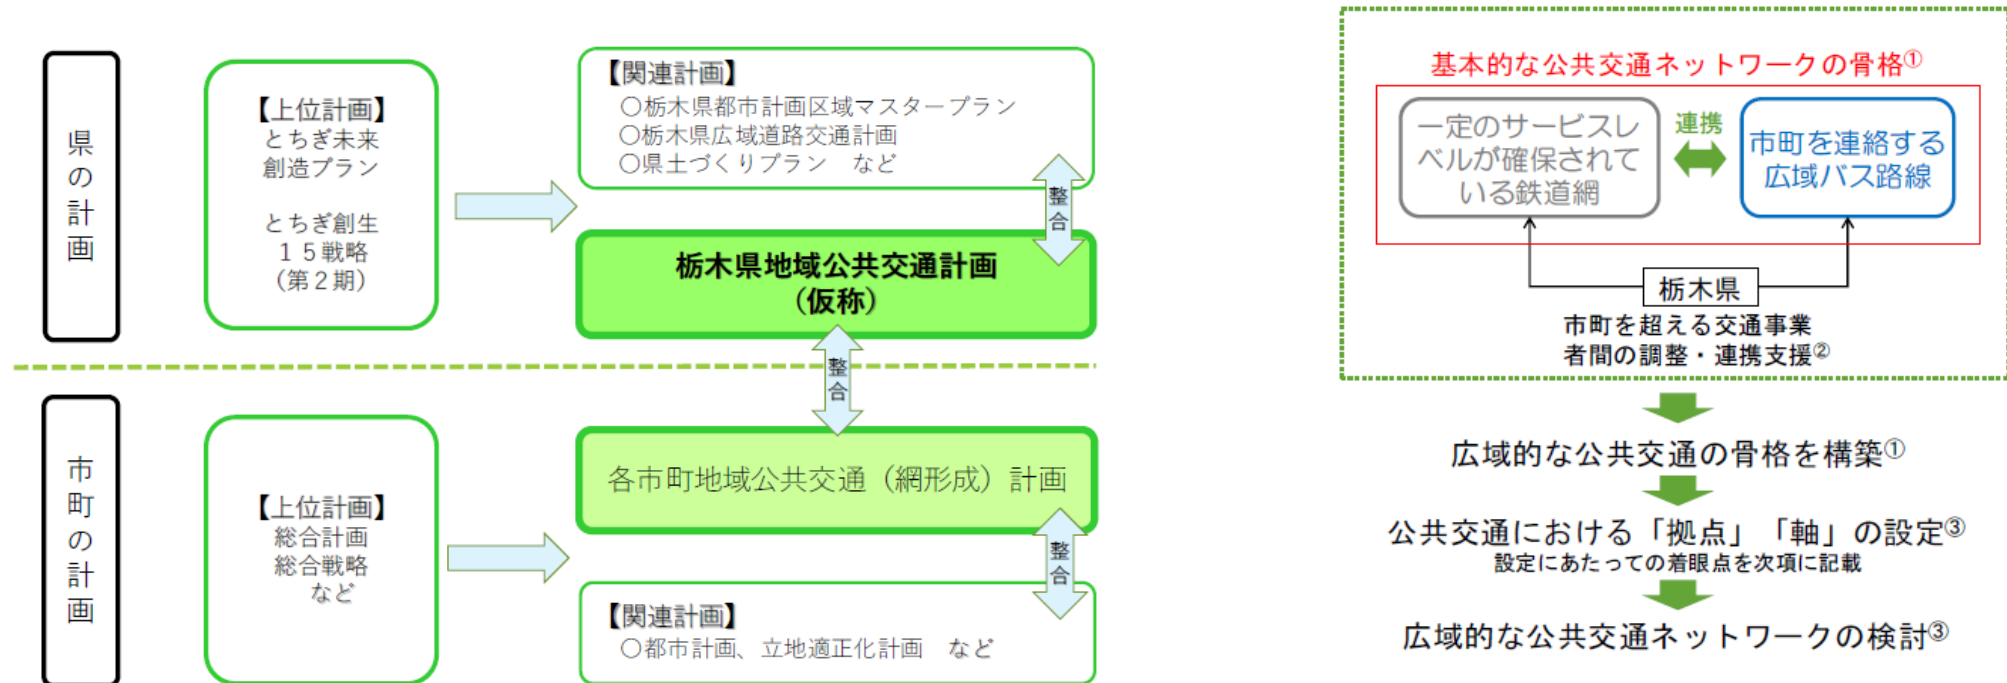 県の計画
【上位計画】
とちぎ未来
創造プラン
とちぎ創生
１５戦略
（第２期）
【関連計画】
○栃木県都市計画区域マスタープラン
○栃木県広域道路交通計画
○県土づくりプラン　など
整合
栃木県地域公共交通計画
（仮称）
整合
市町の計画
【上位計画】
総合計画
総合戦略
など
各市町地域公共交通（網形成）計画
整合
【関連計画】
○都市計画、立地適正化計画　など
基本的な公共交通ネットワークの骨格①
一定のサービスレ
ベルが確保されて
いる鉄道網
連携
市町を連絡する
広域バス路線
栃木県
市町を超える交通事業
者間の調整・連携支援②
広域的な公共交通の骨格を構築①
公共交通における「拠点」「軸」の設定③
設定にあたっての着眼点を次項に記載
広域的な公共交通ネットワークの検討③